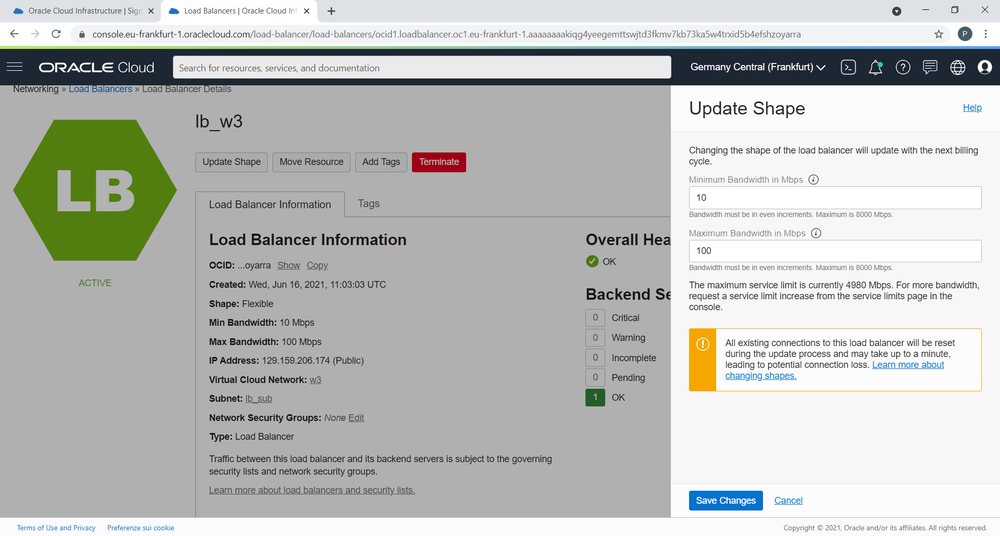 Oracle Cloud Infrastructure | Sign
Load Balancers | Oracle Cloud Inf
console.eu-frankfurt-1.oraclecloud.com/load-balancer/load-balancers/ocid1.loadbalancer.oc1.eu-frankfurt-1.aaaaaaaakiqg4yeegemttswjtd3fkmv7kb73ka5w4trxid5b4efshzoyarra
P
ORACLE Cloud
Search for resources, services, and documentation
Germany Central (Frankfurt)
Networking » Load Balancers » Load Balancer Details
LB
ACTIVE
lb_w3
Update Shape
Move Resource
Add Tags
Terminate
Load Balancer Information
Tags
Load Balancer Information
OCID: ...oyarra Show Copy
Created: Wed, Jun 16, 2021, 11:03:03 UTC
Shape: Flexible
Min Bandwidth: 10 Mbps
Max Bandwidth: 100 Mbps
IP Address: 129.159.206.174 (Public)
Virtual Cloud Network: w3
Subnet: lb_sub
Network Security Groups: None Edit
Type: Load Balancer
Traffic between this load balancer and its backend servers is subject to the governing
security lists and network security groups.
Learn more about load balancers and security lists.
Overall Hea
OK
Backend Se
0 Critical
0 Warning
0 Incomplete
0 Pending
1 OK
Update Shape
Help
Changing the shape of the load balancer will update with the next billing
cycle.
Minimum Bandwidth in Mbps
10
Bandwidth must be in even increments. Maximum is 8000 Mbps.
Maximum Bandwidth in Mbps
100
Bandwidth must be in even increments. Maximum is 8000 Mbps.
The maximum service limit is currently 4980 Mbps. For more bandwidth,
request a service limit increase from the service limits page in the
console.
All existing connections to this load balancer will be reset
during the update process and may take up to a minute,
leading to potential connection loss. Learn more about
changing shapes.
Save Changes
Cancel
Terms of Use and Privacy
Preferenze sui cookie
Copyright © 2021, Oracle and/or its affiliates. All rights reserved.